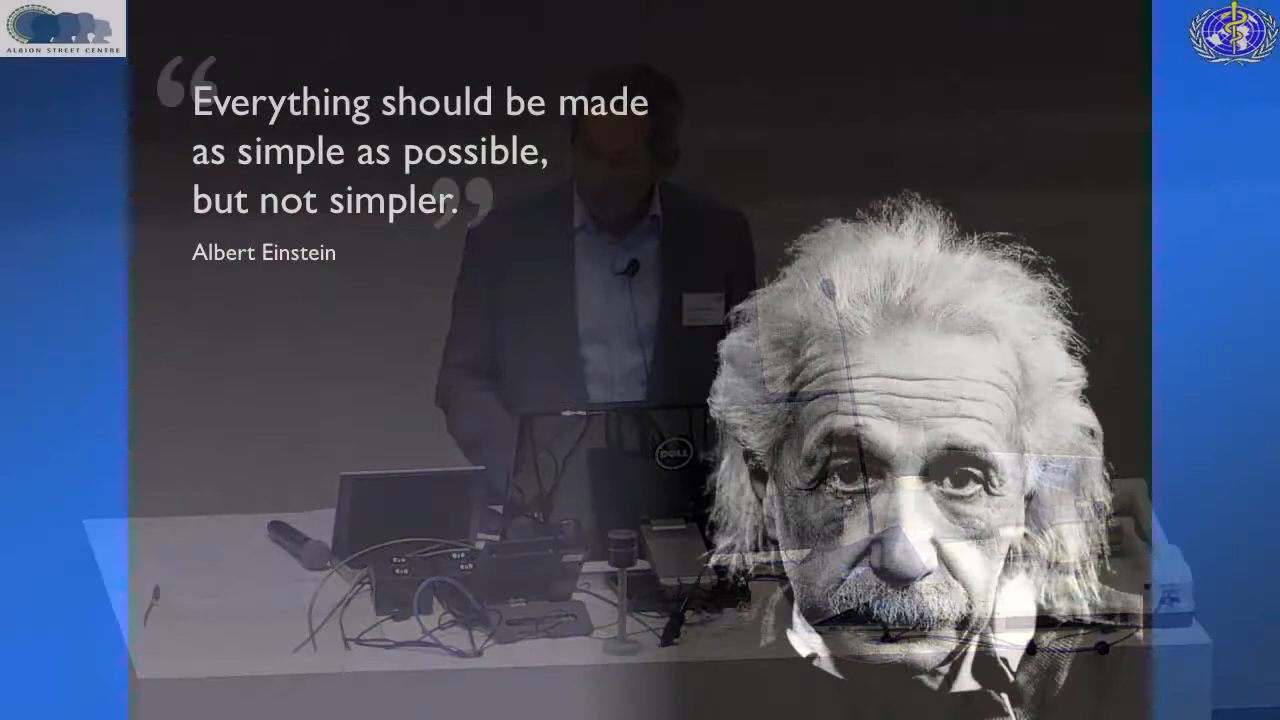 ALBION STREET CENTRE
“Everything should be made
as simple as possible,
but not simpler.”
Albert Einstein
DELL